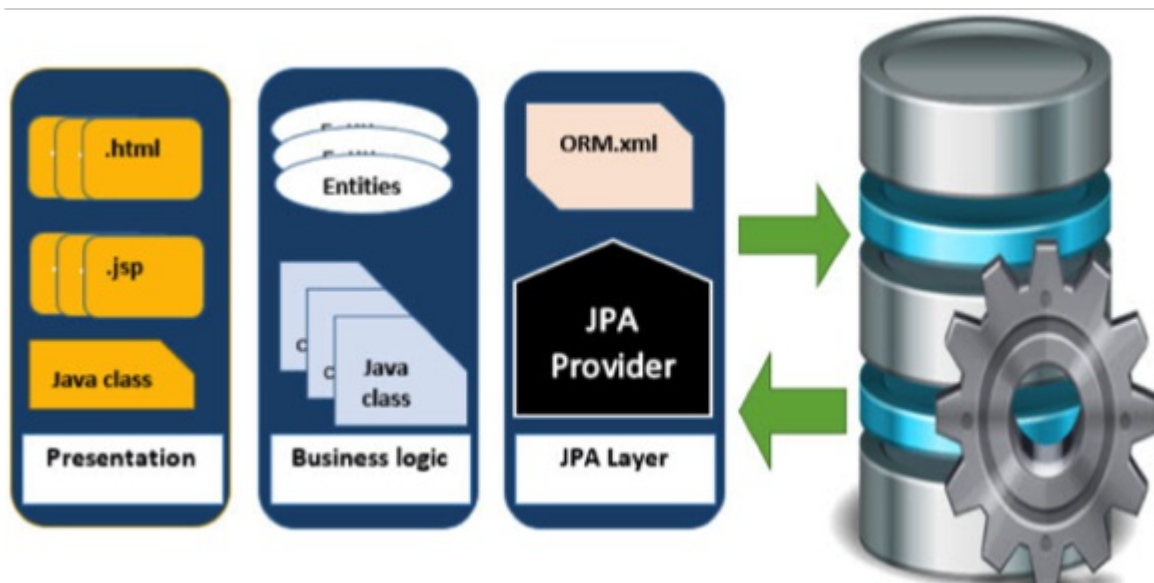 .html
.jsp
Java class
Presentation
Entities
Java
class
Business logic
ORM.xml
JPA
Provider
JPA Layer